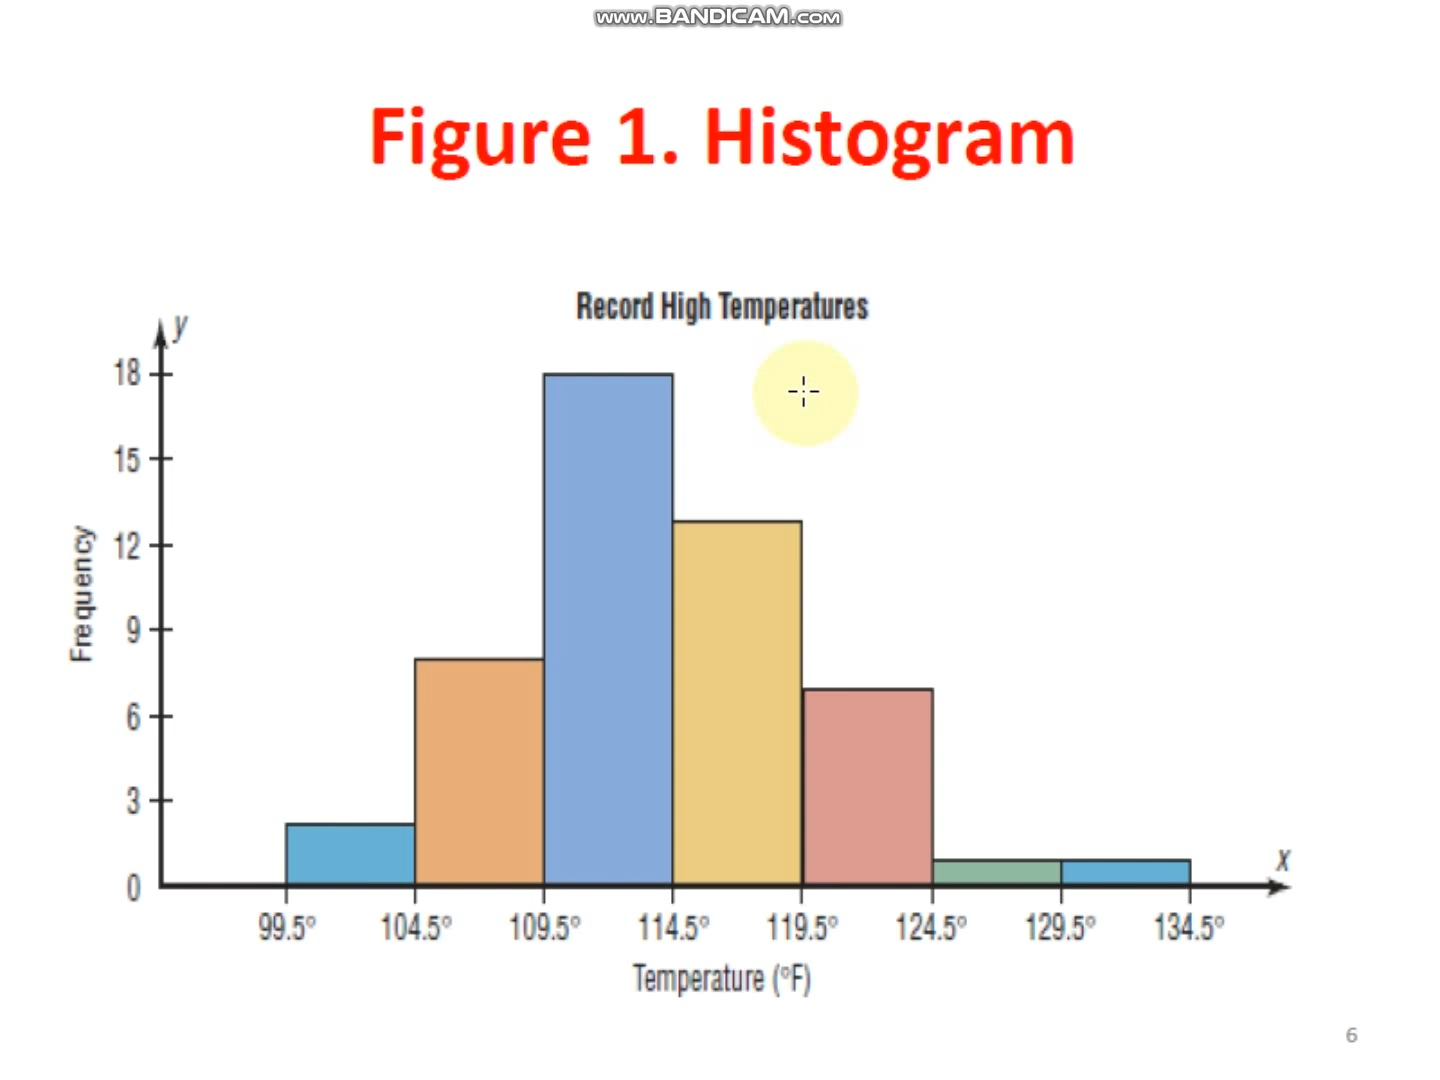 www.BANDICAM.com
Figure 1. Histogram
Record High Temperatures
y
18
15
12
9
6
3
0
Frequency
x
99.5° 104.5° 109.5° 114.5° 119.5° 124.5° 129.5° 134.5°
Temperature (°F)
6